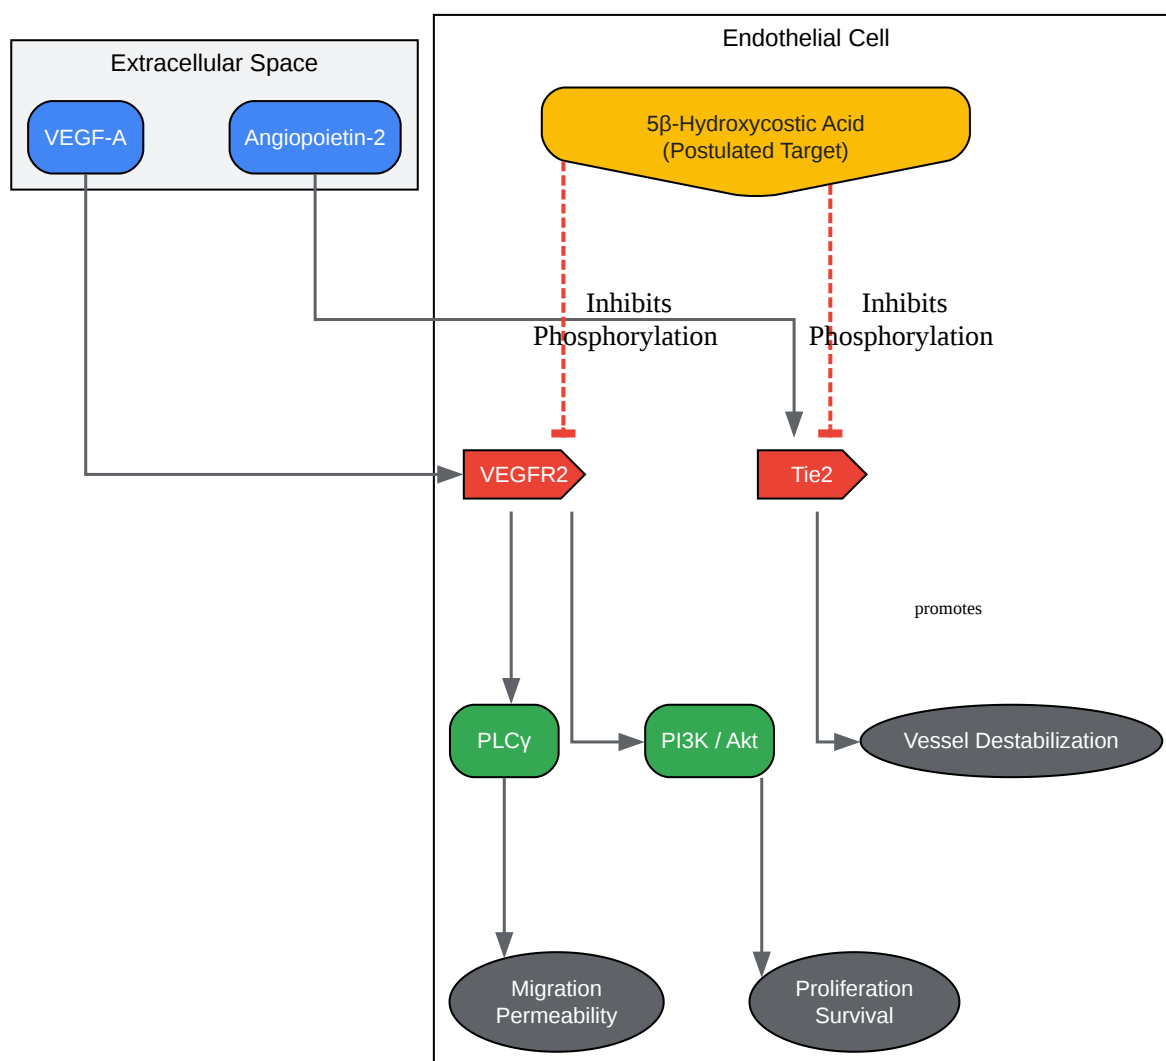 Endothelial Cell
Extracellular Space
VEGF-A
Angiopoietin-2
5β-Hydroxycostic Acid
(Postulated Target)
Inhibits
Phosphorylation
Inhibits
Phosphorylation
VEGFR2
Tie2
promotes
PLCγ
PI3K / Akt
Vessel Destabilization
Migration
Permeability
Proliferation
Survival